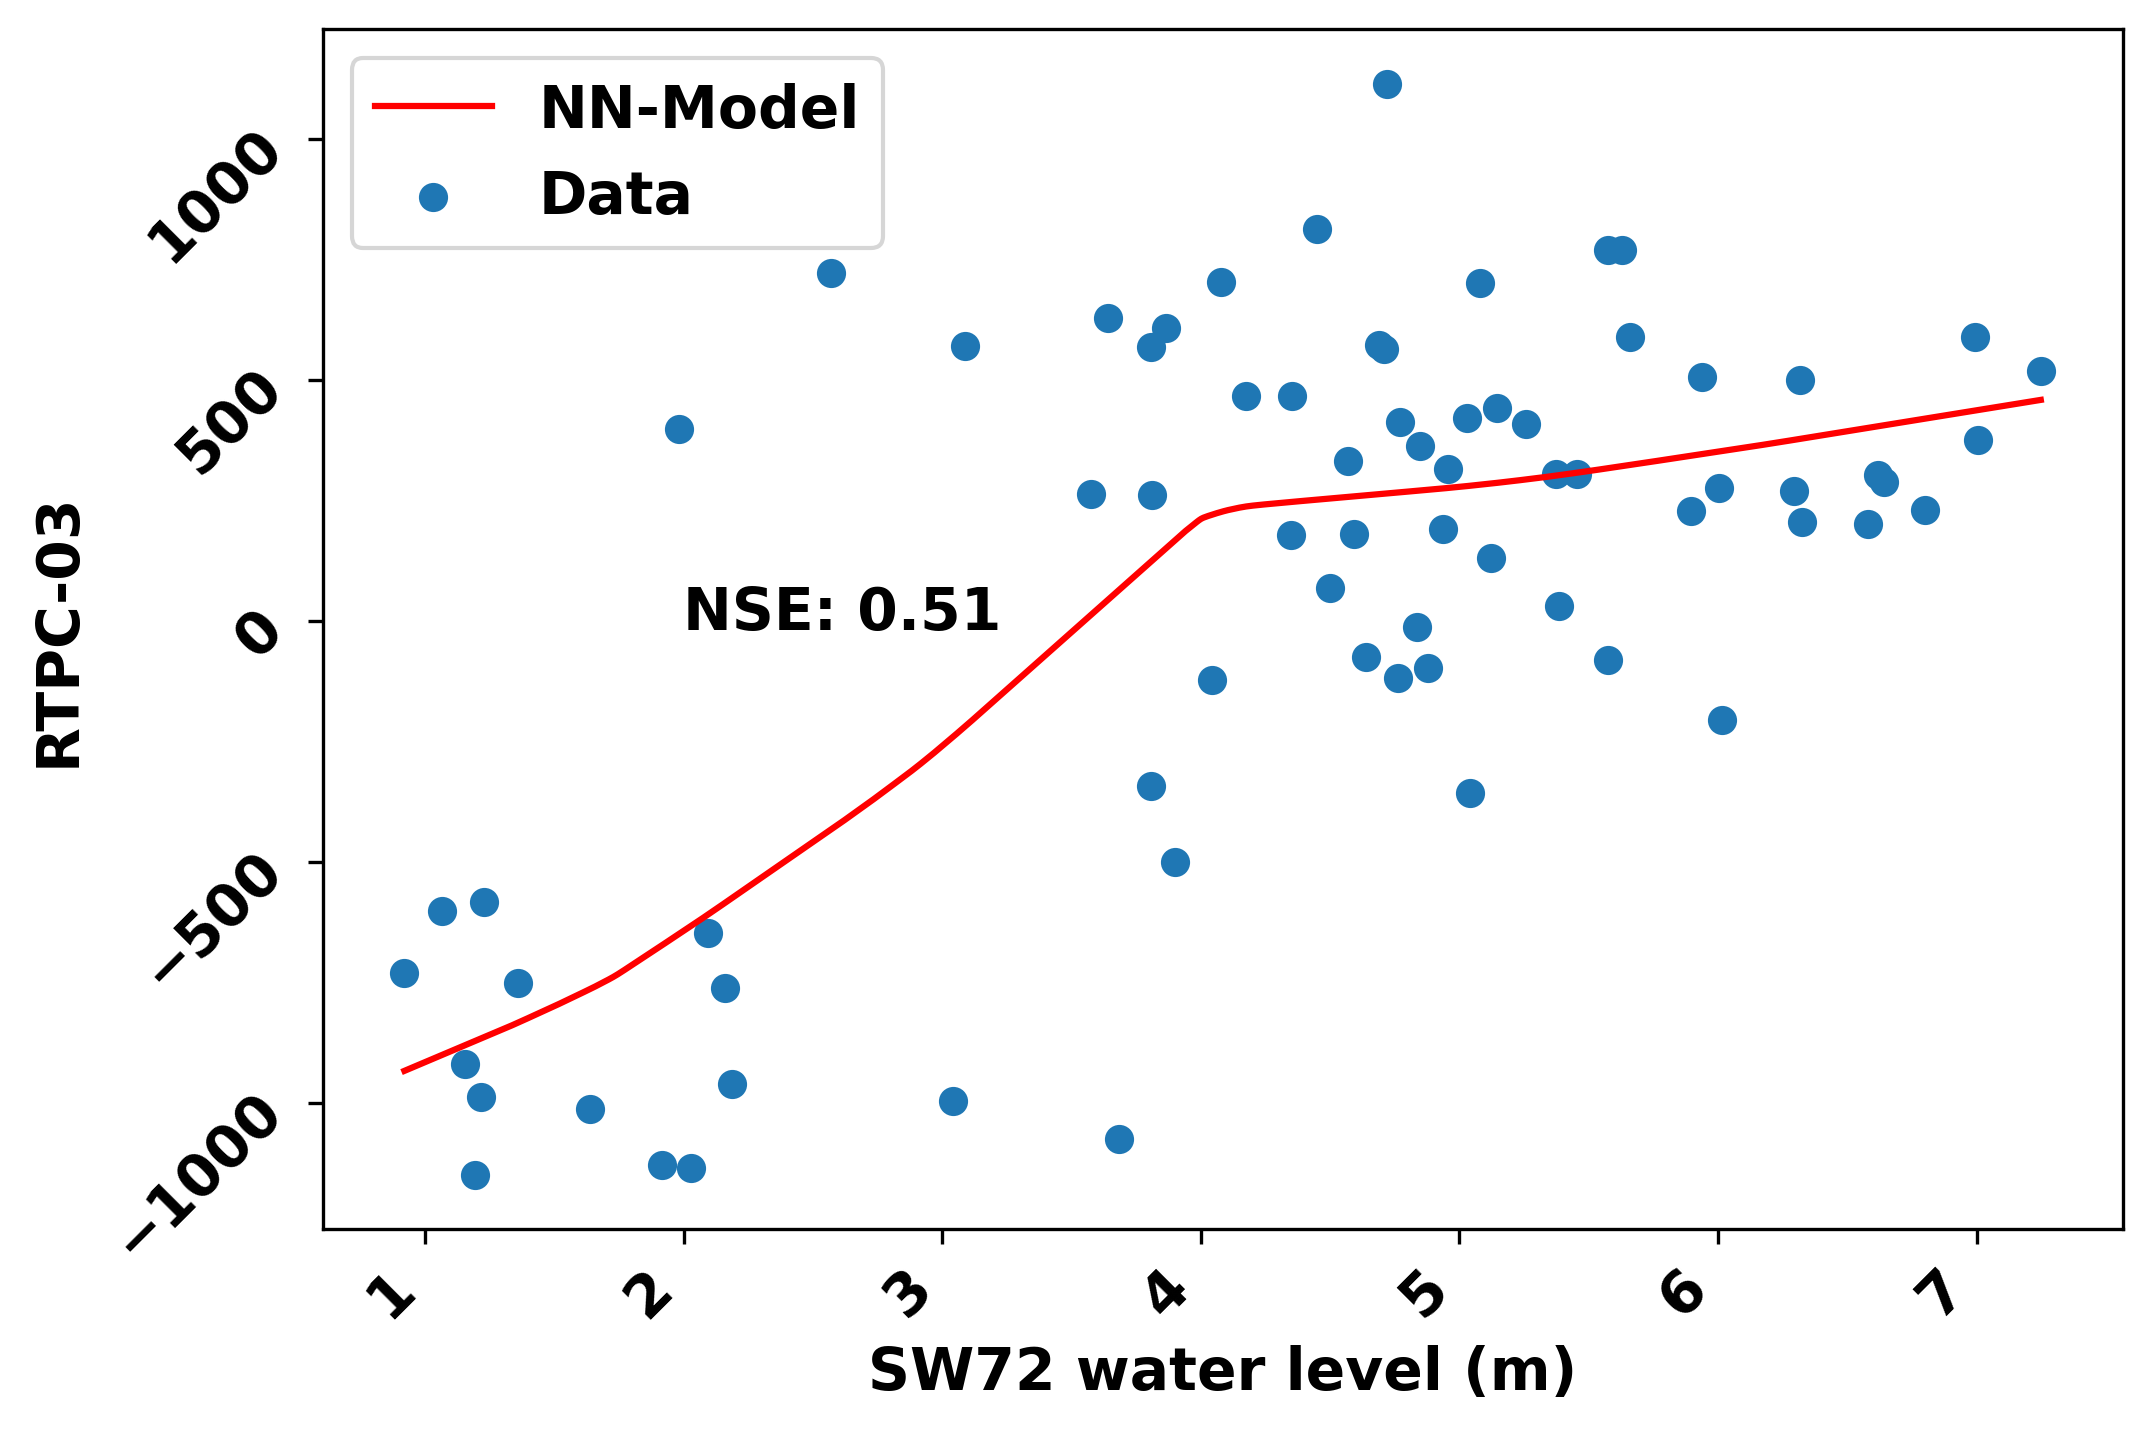 NN-Model
Data
1000
500
0
−500
−1000
RTPC-03
NSE: 0.51
1 2 3 4 5 6 7
SW72 water level (m)